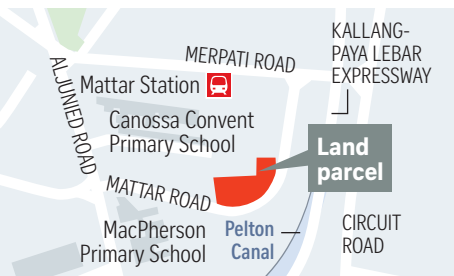 MERPATI ROAD
KALLANG-
PAYA LEBAR
EXPRESSWAY
ALJUNIED ROAD
Mattar Station
Canossa Convent
Primary School
Land
parcel
MATTAR ROAD
MacPherson
Primary School
Pelton
Canal
CIRCUIT
ROAD